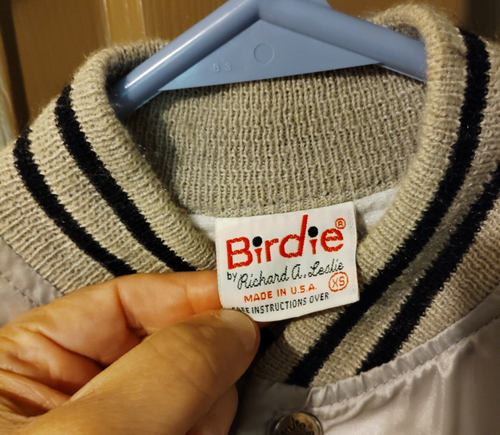 Birdie®
by Richard A. Leslie
MADE IN U.S.A. XS
CARE INSTRUCTIONS OVER